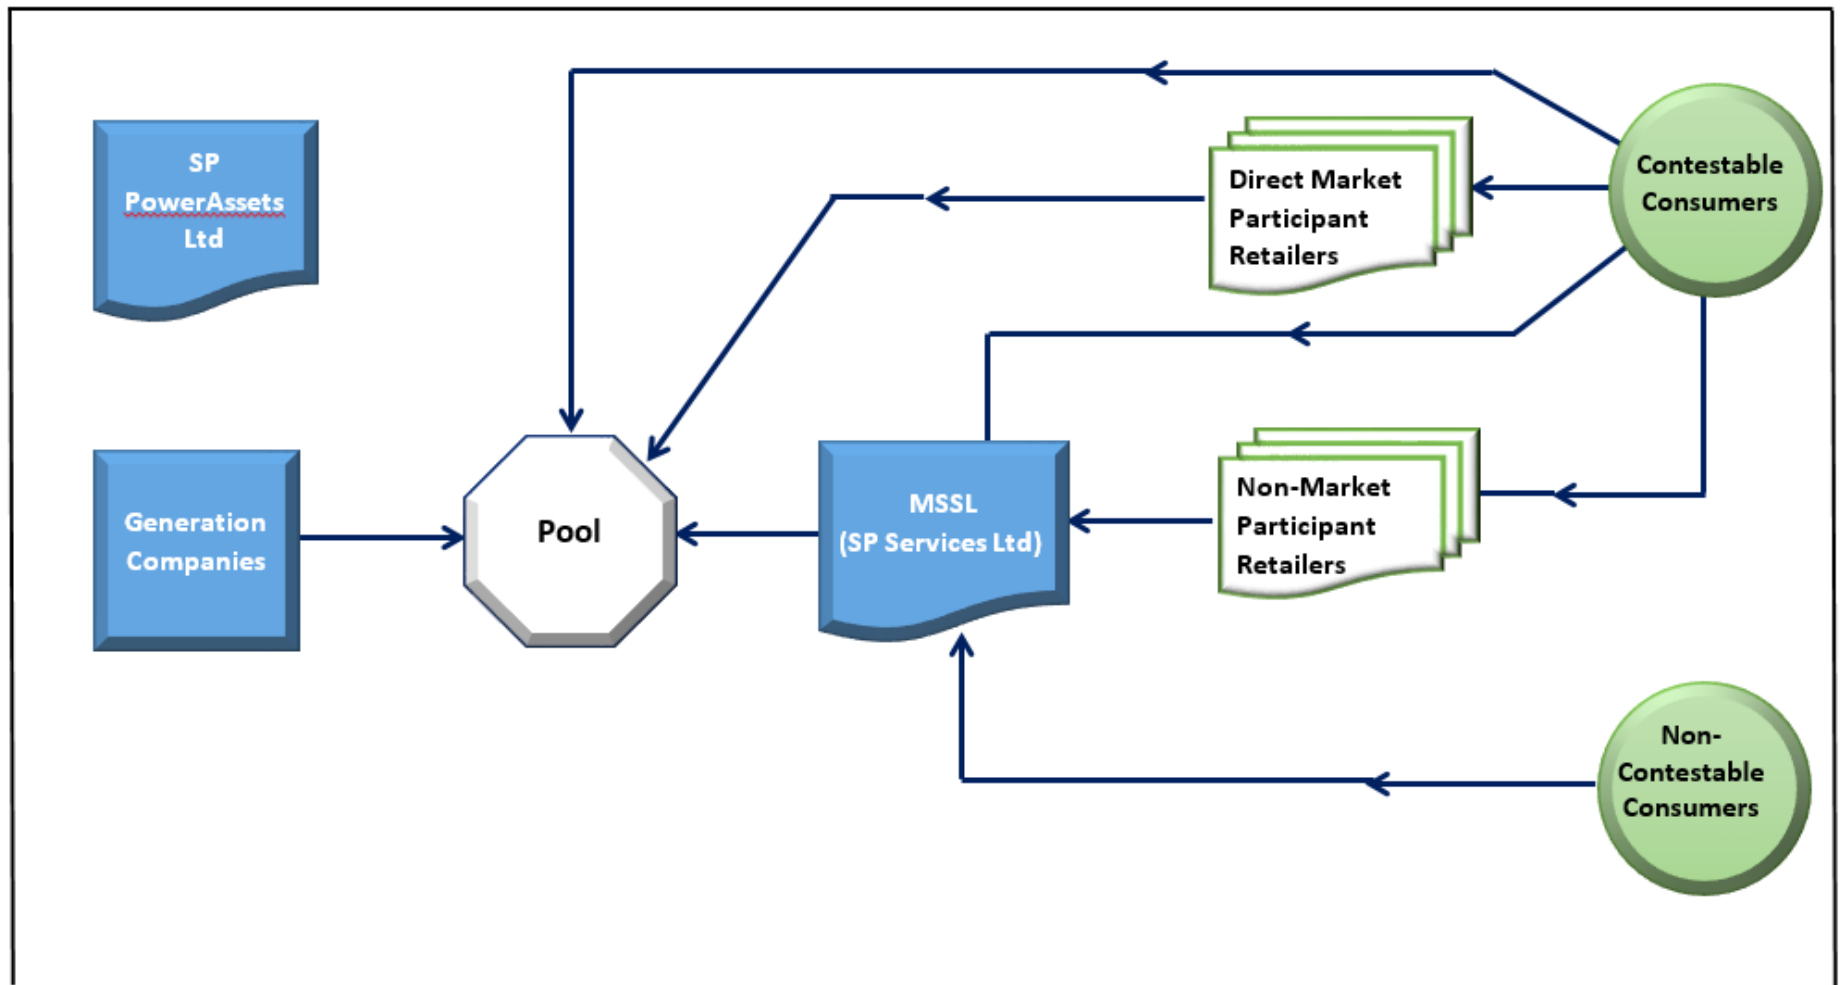 SP
PowerAssets
Ltd
Direct Market
Participant
Retailers
Contestable
Consumers
Generation
Companies
Pool
MSSL
(SP Services Ltd)
Non-Market
Participant
Retailers
Non-
Contestable
Consumers